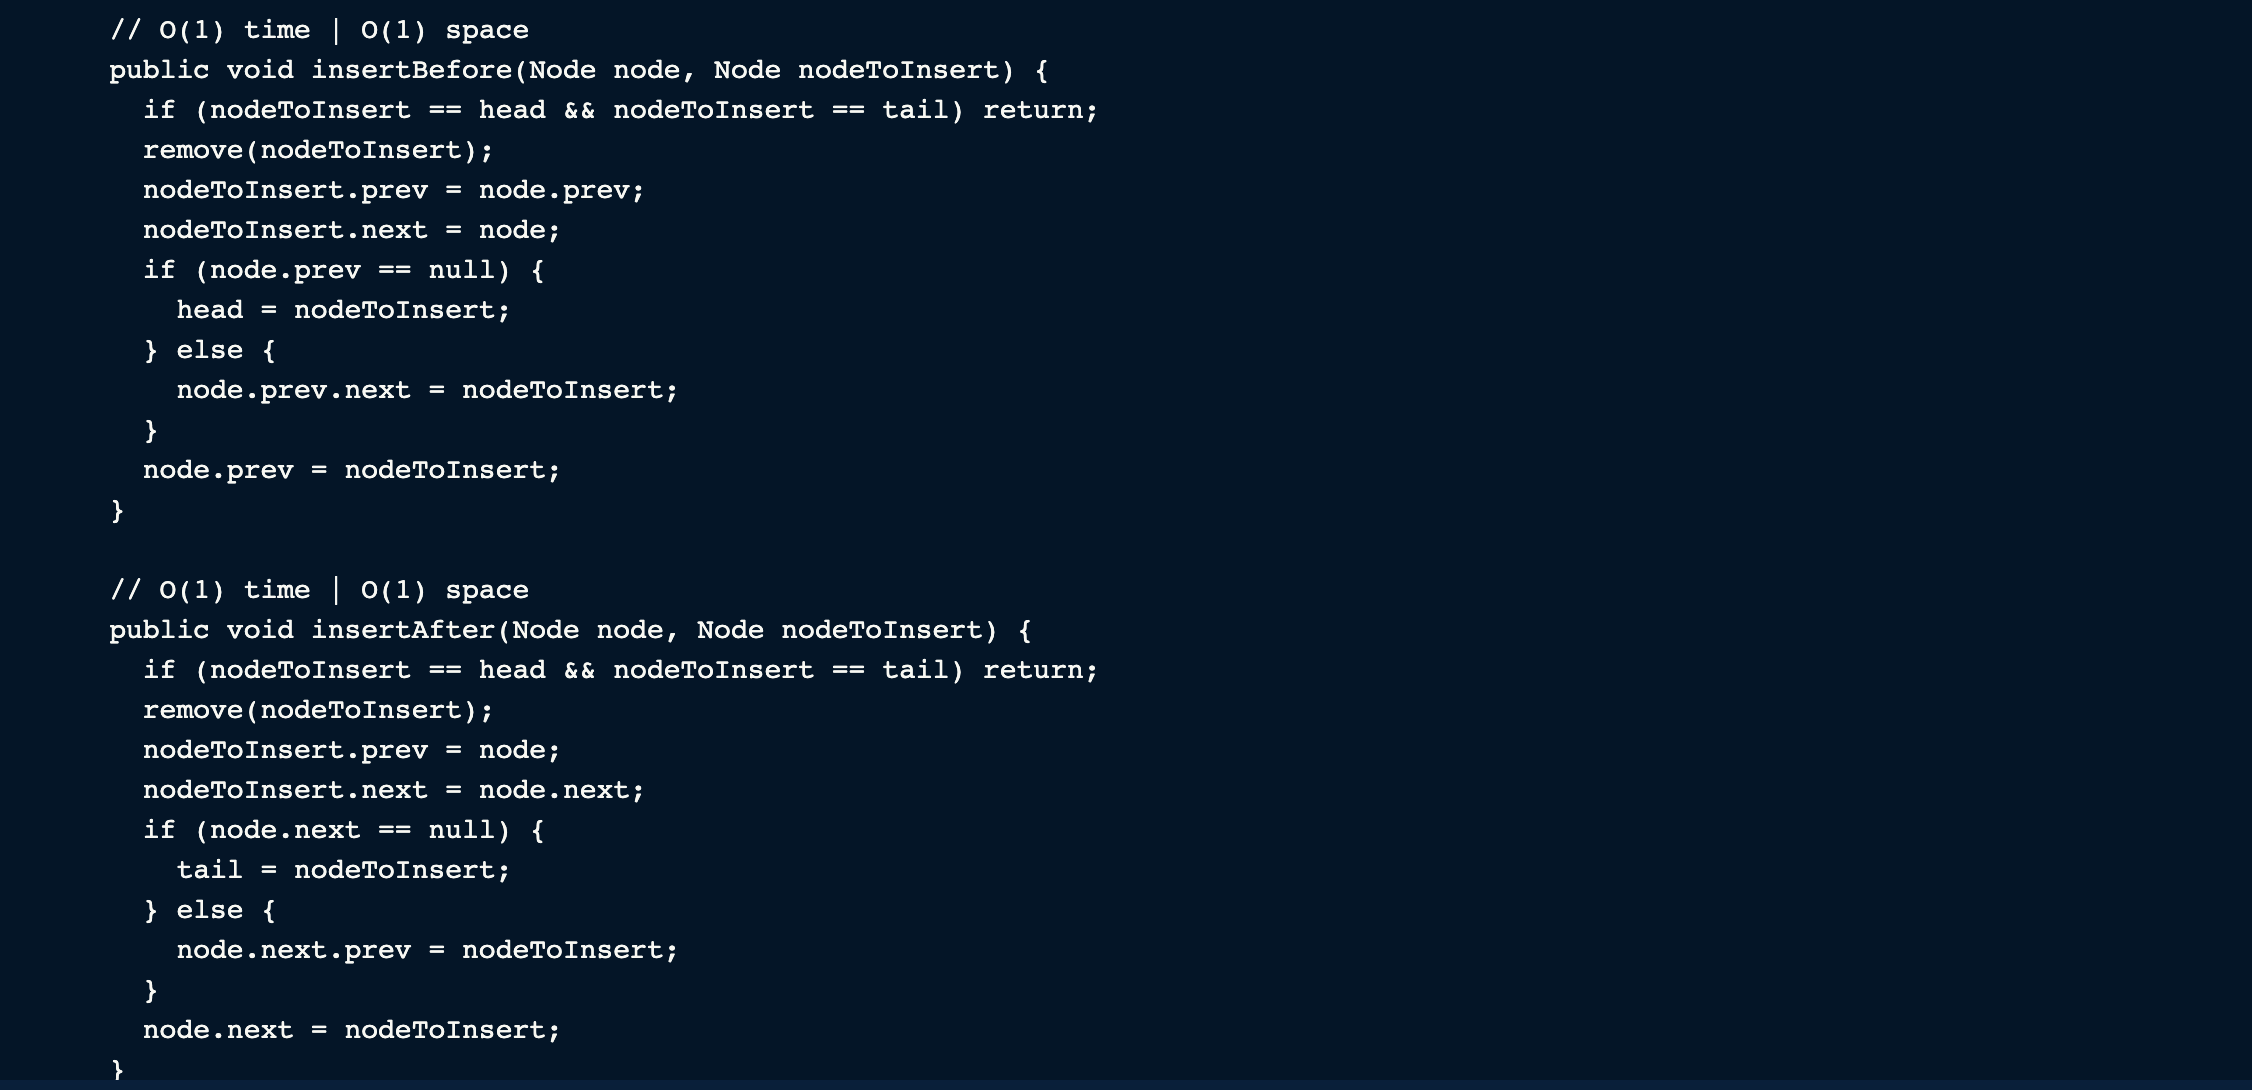 // O(1) time | O(1) space
public void insertBefore(Node node, Node nodeToInsert) {
  if (nodeToInsert == head && nodeToInsert == tail) return;
  remove(nodeToInsert);
  nodeToInsert.prev = node.prev;
  nodeToInsert.next = node;
  if (node.prev == null) {
    head = nodeToInsert;
  } else {
    node.prev.next = nodeToInsert;
  }
  node.prev = nodeToInsert;
}

// O(1) time | O(1) space
public void insertAfter(Node node, Node nodeToInsert) {
  if (nodeToInsert == head && nodeToInsert == tail) return;
  remove(nodeToInsert);
  nodeToInsert.prev = node;
  nodeToInsert.next = node.next;
  if (node.next == null) {
    tail = nodeToInsert;
  } else {
    node.next.prev = nodeToInsert;
  }
  node.next = nodeToInsert;
}